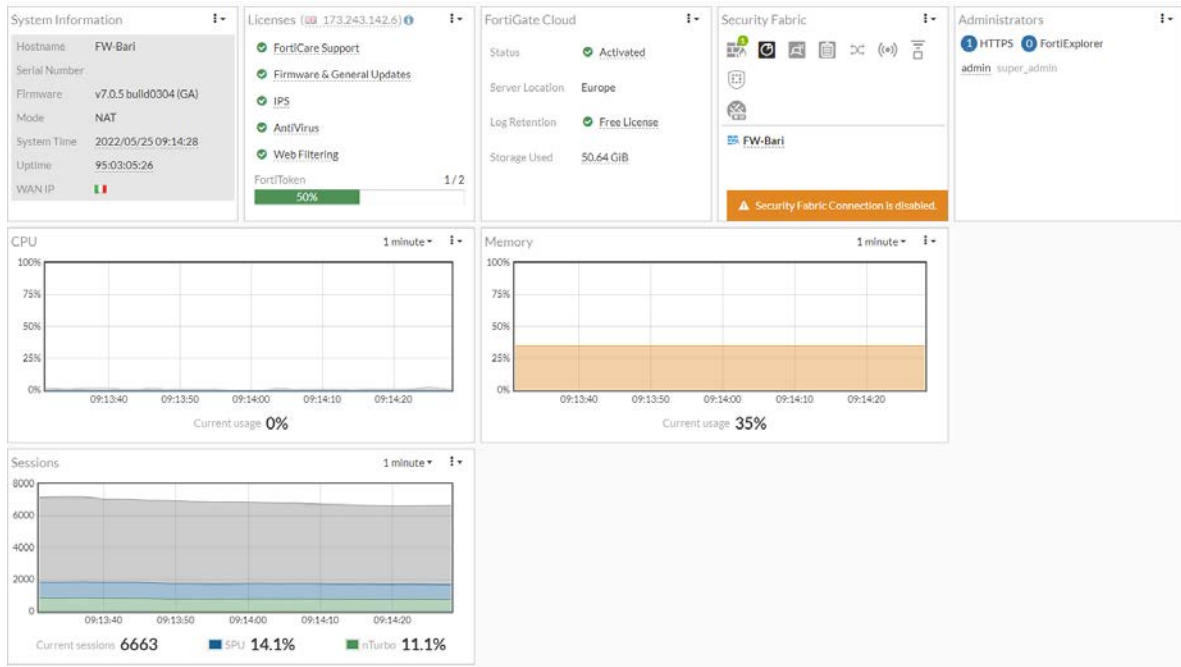 System Information
Hostname FW-Bari
Serial Number
Firmware v7.0.5 build0304 (GA)
Mode NAT
System Time 2022/05/25 09:14:28
Uptime 95:03:05:26
WAN IP
Licenses (173.243.142.6)
FortiCare Support
Firmware & General Updates
IPS
AntiVirus
Web Filtering
FortiToken 1/2
50%
FortiGate Cloud
Status Activated
Server Location Europe
Log Retention Free License
Storage Used 50.64 GiB
Security Fabric
1
FW-Bari
Security Fabric Connection is disabled.
Administrators
1 HTTPS 0 FortiExplorer
admin super_admin
CPU 1 minute
100%
75%
50%
25%
0%
09:13:40 09:13:50 09:14:00 09:14:10 09:14:20
Current usage 0%
Memory 1 minute
100%
75%
50%
25%
0%
09:13:40 09:13:50 09:14:00 09:14:10 09:14:20
Current usage 35%
Sessions 1 minute
8000
6000
4000
2000
0
09:13:40 09:13:50 09:14:00 09:14:10 09:14:20
Current sessions 6663 SPU 14.1% nTurbo 11.1%